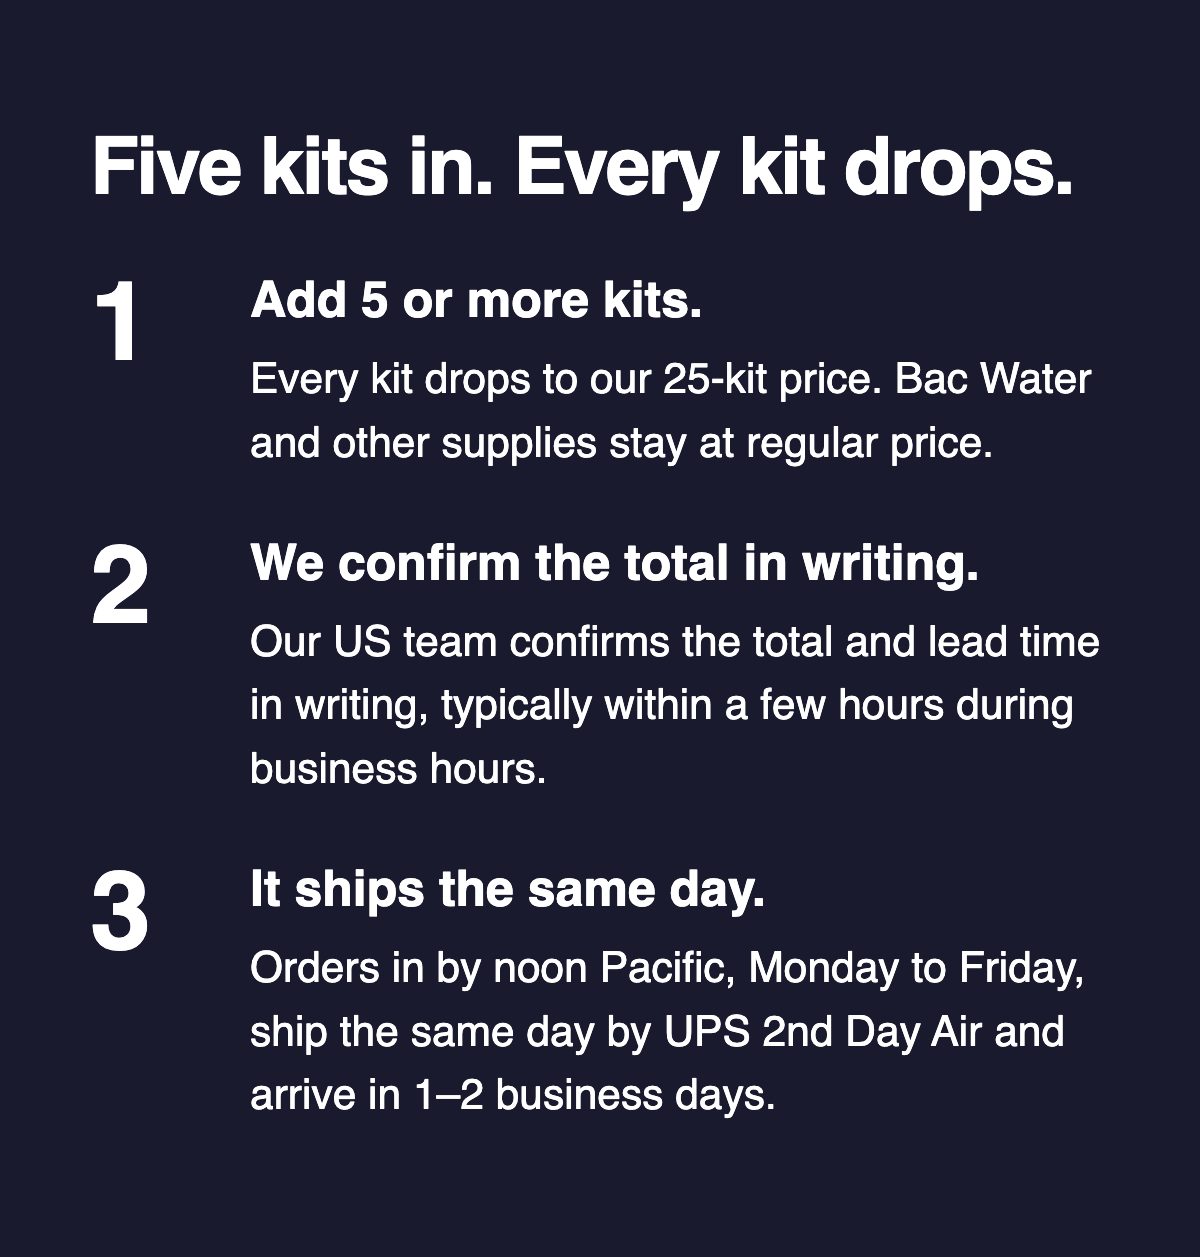 Five kits in. Every kit drops.
1
Add 5 or more kits.
Every kit drops to our 25-kit price. Bac Water
and other supplies stay at regular price.
2
We confirm the total in writing.
Our US team confirms the total and lead time
in writing, typically within a few hours during
business hours.
3
It ships the same day.
Orders in by noon Pacific, Monday to Friday,
ship the same day by UPS 2nd Day Air and
arrive in 1–2 business days.